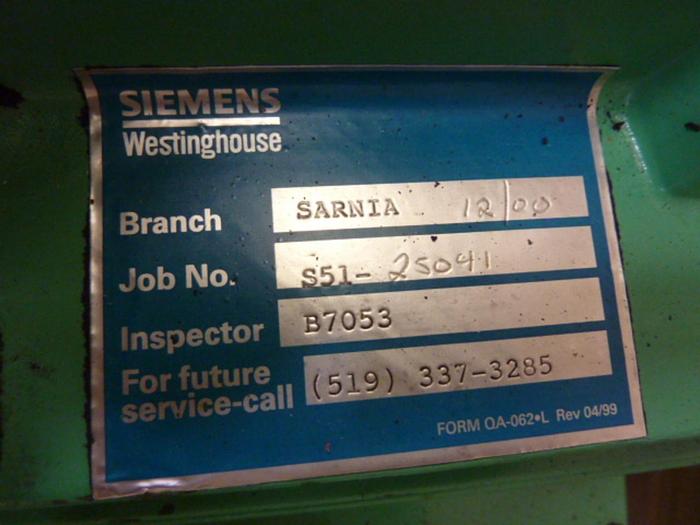 SIEMENS
Westinghouse
Branch SARNIA 12/00
Job No. S51-25041
Inspector B7053
For future
service-call (519) 337-3285
FORM QA-062•L Rev 04/99